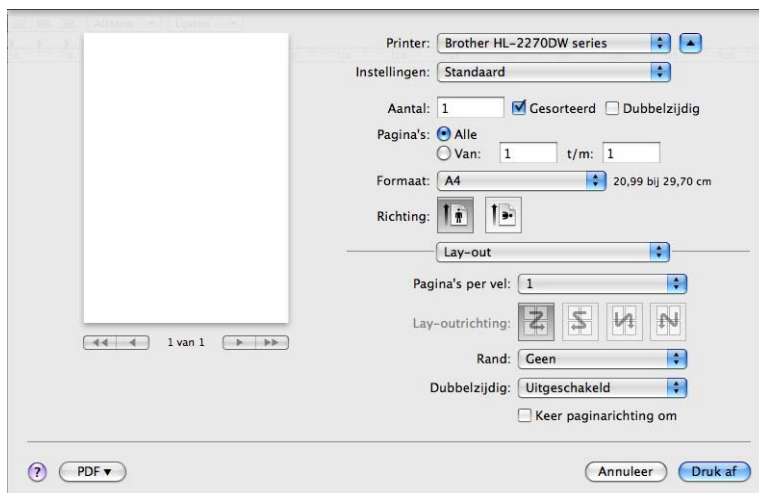 Printer: Brother HL-2270DW series
Instellingen: Standaard
Aantal: 1 Gesorteerd Dubbelzijdig
Pagina's: Alle
Van: 1 t/m: 1
Formaat: A4 20,99 bij 29,70 cm
Richting:
Lay-out
Pagina's per vel: 1
Lay-outrichting:
Rand: Geen
Dubbelzijdig: Uitgeschakeld
Keer paginarichting om
1 van 1
? PDF▼ Annuleer Druk af